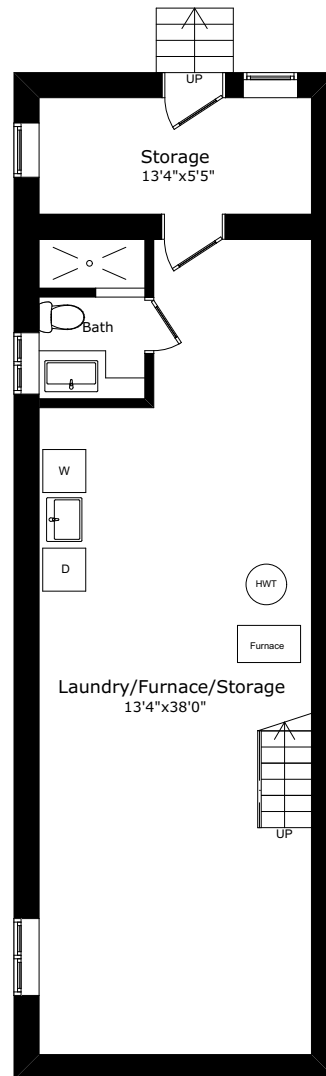 UP
Storage
13'4"x5'5"
Bath
W
D
HWT
Furnace
Laundry/Furnace/Storage
13'4"x38'0"
UP